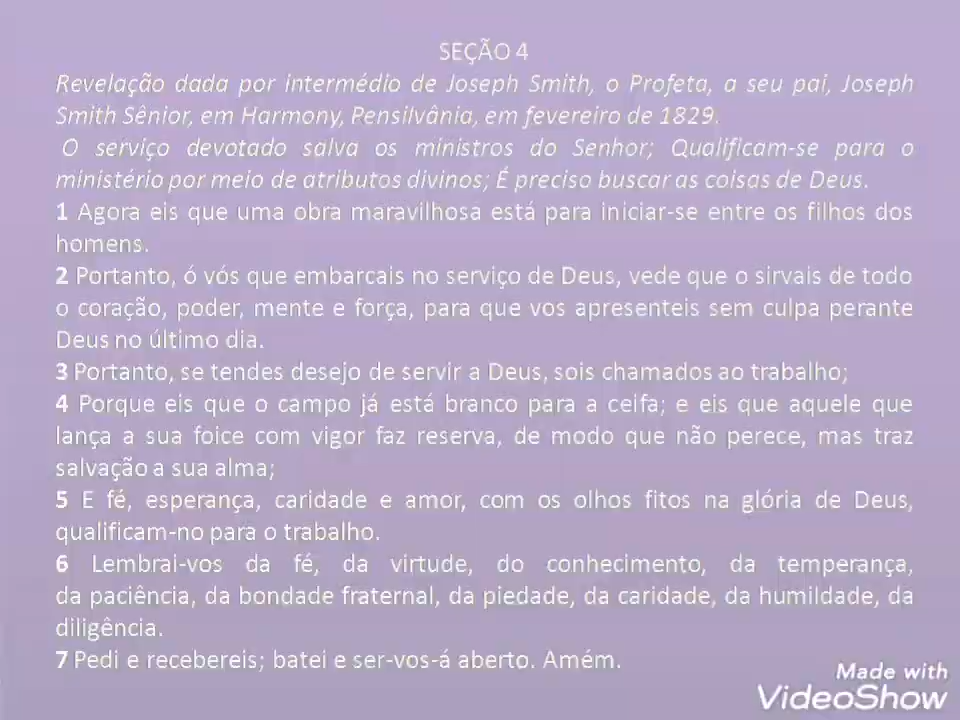 SEÇÃO 4
Revelação dada por intermédio de Joseph Smith, o Profeta, a seu pai, Joseph
Smith Sênior, em Harmony, Pensilvânia, em fevereiro de 1829.
O serviço devotado salva os ministros do Senhor; Qualificam-se para o
ministério por meio de atributos divinos; É preciso buscar as coisas de Deus.
1 Agora eis que uma obra maravilhosa está para iniciar-se entre os filhos dos
homens.
2 Portanto, ó vós que embarcais no serviço de Deus, vede que o sirvais de todo
o coração, poder, mente e força, para que vos apresenteis sem culpa perante
Deus no último dia.
3 Portanto, se tendes desejo de servir a Deus, sois chamados ao trabalho;
4 Porque eis que o campo já está branco para a ceifa; e eis que aquele que
lança a sua foice com vigor faz reserva, de modo que não perece, mas traz
salvação a sua alma;
5 E fé, esperança, caridade e amor, com os olhos fitos na glória de Deus,
qualificam-no para o trabalho.
6 Lembrai-vos da fé, da virtude, do conhecimento, da temperança,
da paciência, da bondade fraternal, da piedade, da caridade, da humildade, da
diligência.
7 Pedi e recebereis; batei e ser-vos-á aberto. Amém.
Made with
VideoShow